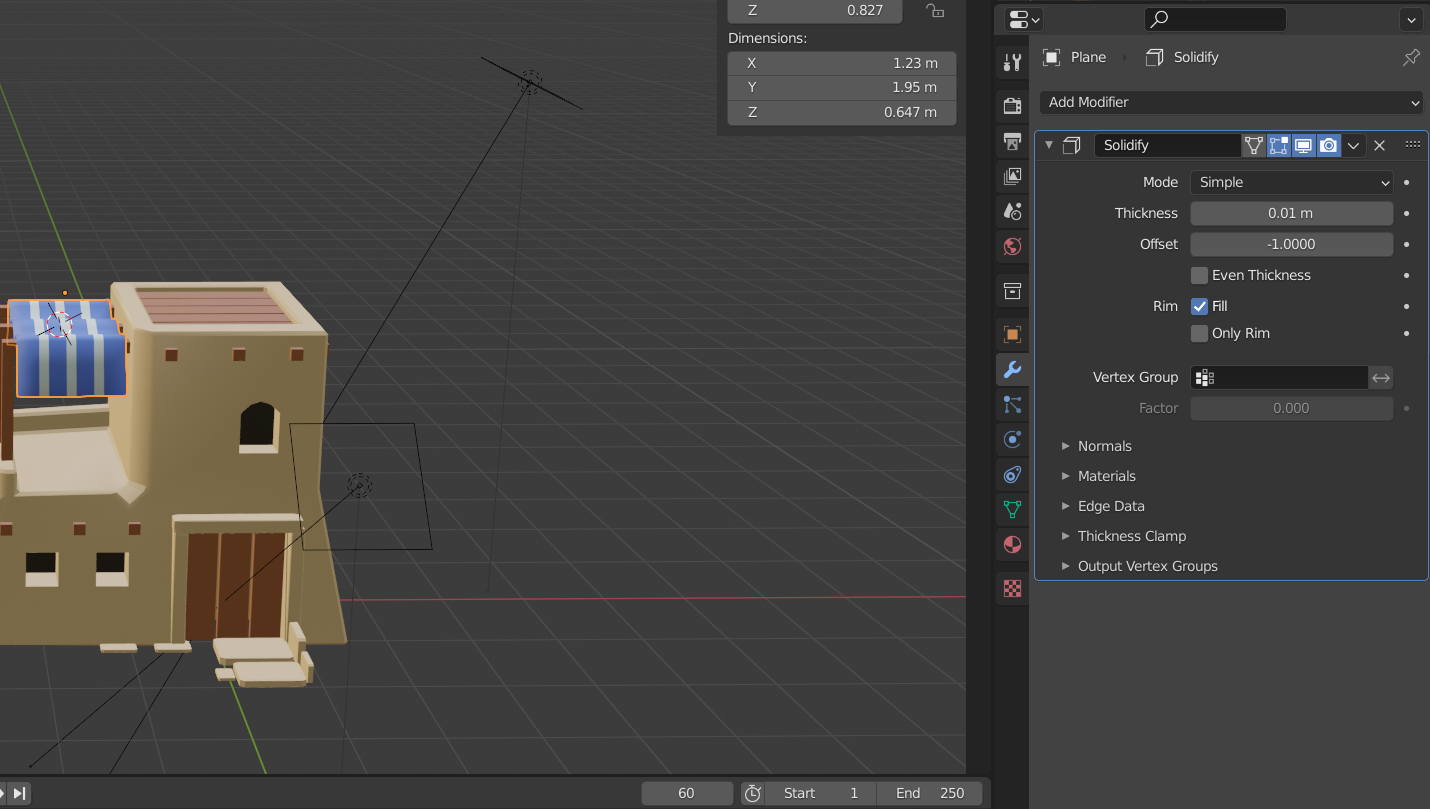 Z 0.827
Dimensions:
X 1.23 m
Y 1.95 m
Z 0.647 m
Plane Solidify
Add Modifier
Solidify
Mode Simple
Thickness 0.01 m
Offset -1.0000
Even Thickness
Rim Fill
Only Rim
Vertex Group
Factor 0.000
Normals
Materials
Edge Data
Thickness Clamp
Output Vertex Groups
60 Start 1 End 250